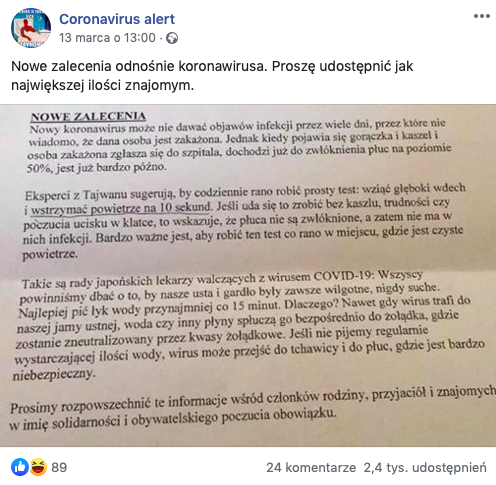 Coronavirus alert
13 marca o 13:00 ·
Nowe zalecenia odnośnie koronawirusa. Proszę udostępnić jak
największej ilości znajomym.
NOWE ZALECENIA
Nowy koronawirus może nie dawać objawów infekcji przez wiele dni, przez które nie
wiadomo, że dana osoba jest zakażona. Jednak kiedy pojawia się gorączka i kaszel i
osoba zakażona zgłasza się do szpitala, dochodzi już do zwłóknienia płuc na poziomie
50%, jest już bardzo późno.
Eksperci z Tajwanu sugerują, by codziennie rano robić prosty test: wziąć głęboki wdech
i wstrzymać powietrze na 10 sekund. Jeśli uda się to zrobić bez kaszlu, trudności czy
poczucia ucisku w klatce, to wskazuje, że płuca nie są zwłóknione, a zatem nie ma w
nich infekcji. Bardzo ważne jest, aby robić ten test co rano w miejscu, gdzie jest czyste
powietrze.
Takie są rady japońskich lekarzy walczących z wirusem COVID-19: Wszyscy
powinniśmy dbać o to, by nasze usta i gardło były zawsze wilgotne, nigdy suche.
Najlepiej pić łyk wody przynajmniej co 15 minut. Dlaczego? Nawet gdy wirus trafi do
naszej jamy ustnej, woda czy inny płyny spłuczą go bezpośrednio do żołądka, gdzie
zostanie zneutralizowany przez kwasy żołądkowe. Jeśli nie pijemy regularnie
wystarczającej ilości wody, wirus może przejść do tchawicy i do płuc, gdzie jest bardzo
niebezpieczny.
Prosimy rozpowszechnić te informacje wśród członków rodziny, przyjaciół i znajomych
w imię solidarności i obywatelskiego poczucia obowiązku.
89
24 komentarze 2,4 tys. udostępnień